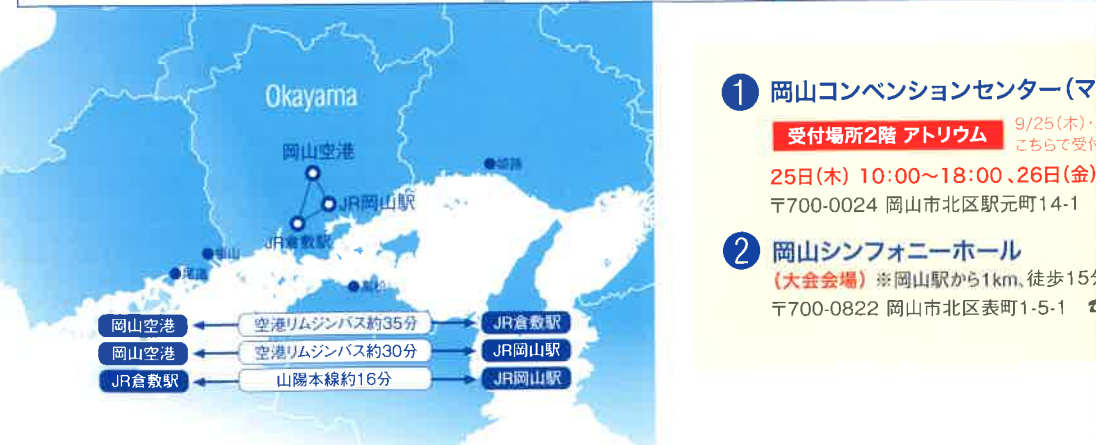 Okayama
岡山空港
姫路
JR岡山駅
JR倉敷駅
福山
尾道
高松
岡山空港 空港リムジンバス約35分 JR倉敷駅
岡山空港 空港リムジンバス約30分 JR岡山駅
JR倉敷駅 山陽本線約16分 JR岡山駅
1 岡山コンベンションセンター(マ
受付場所2階 アトリウム
9/25(木)・
こちらで受付
25日(木) 10:00〜18:00、26日(金)
〒700-0024 岡山市北区駅元町14-1
2 岡山シンフォニーホール
(大会会場) ※岡山駅から1km、徒歩15分
〒700-0822 岡山市北区表町1-5-1 ☎